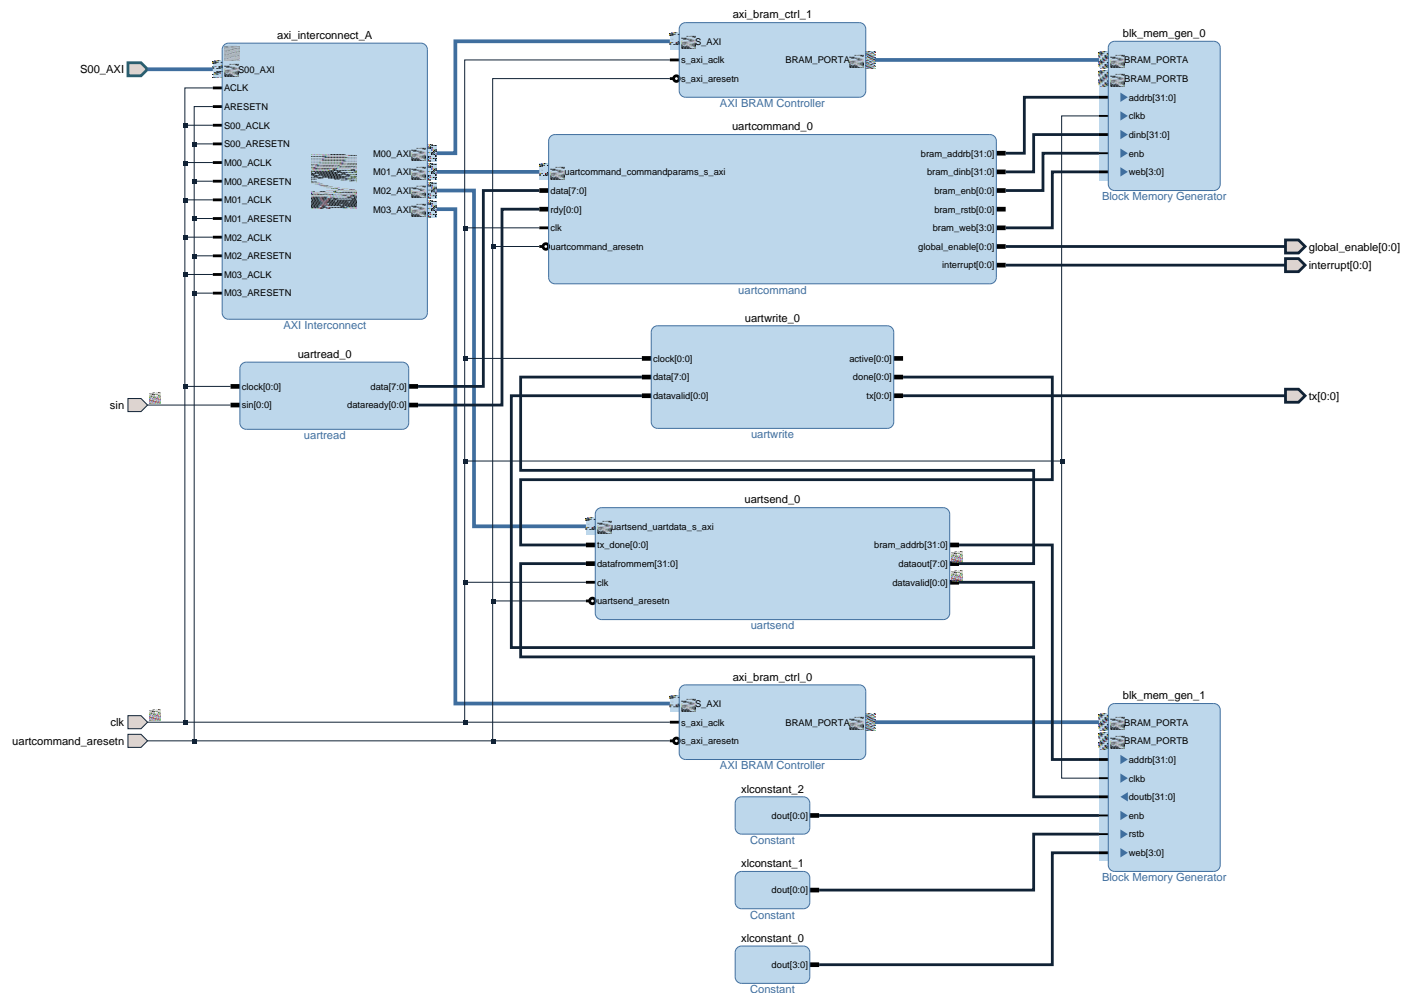 axi_interconnect_A
S00_AXI
S00_AXI
ACLK
ARESETN
S00_ACLK
S00_ARESETN
M00_ACLK
M00_ARESETN
M01_ACLK
M01_ARESETN
M02_ACLK
M02_ARESETN
M03_ACLK
M03_ARESETN
M00_AXI
M01_AXI
M02_AXI
M03_AXI
AXI Interconnect
axi_bram_ctrl_1
S_AXI
s_axi_aclk
s_axi_aresetn
BRAM_PORTA
AXI BRAM Controller
blk_mem_gen_0
BRAM_PORTA
BRAM_PORTB
addrb[31:0]
clkb
dinb[31:0]
enb
web[3:0]
Block Memory Generator
uartcommand_0
uartcommand_commandparams_s_axi
data[7:0]
rdy[0:0]
clk
uartcommand_aresetn
bram_addrb[31:0]
bram_dinb[31:0]
bram_enb[0:0]
bram_rstb[0:0]
bram_web[3:0]
global_enable[0:0]
interrupt[0:0]
uartcommand
global_enable[0:0]
interrupt[0:0]
uartread_0
sin
clock[0:0]
sin[0:0]
data[7:0]
dataready[0:0]
uartread
uartwrite_0
clock[0:0]
data[7:0]
datavalid[0:0]
active[0:0]
done[0:0]
tx[0:0]
uartwrite
tx[0:0]
uartsend_0
uartsend_uartdata_s_axi
tx_done[0:0]
datafrommem[31:0]
clk
uartsend_aresetn
bram_addrb[31:0]
dataout[7:0]
datavalid[0:0]
uartsend
clk
uartcommand_aresetn
axi_bram_ctrl_0
S_AXI
s_axi_aclk
s_axi_aresetn
BRAM_PORTA
AXI BRAM Controller
blk_mem_gen_1
BRAM_PORTA
BRAM_PORTB
addrb[31:0]
clkb
doutb[31:0]
enb
rstb
web[3:0]
Block Memory Generator
xlconstant_2
dout[0:0]
Constant
xlconstant_1
dout[0:0]
Constant
xlconstant_0
dout[3:0]
Constant